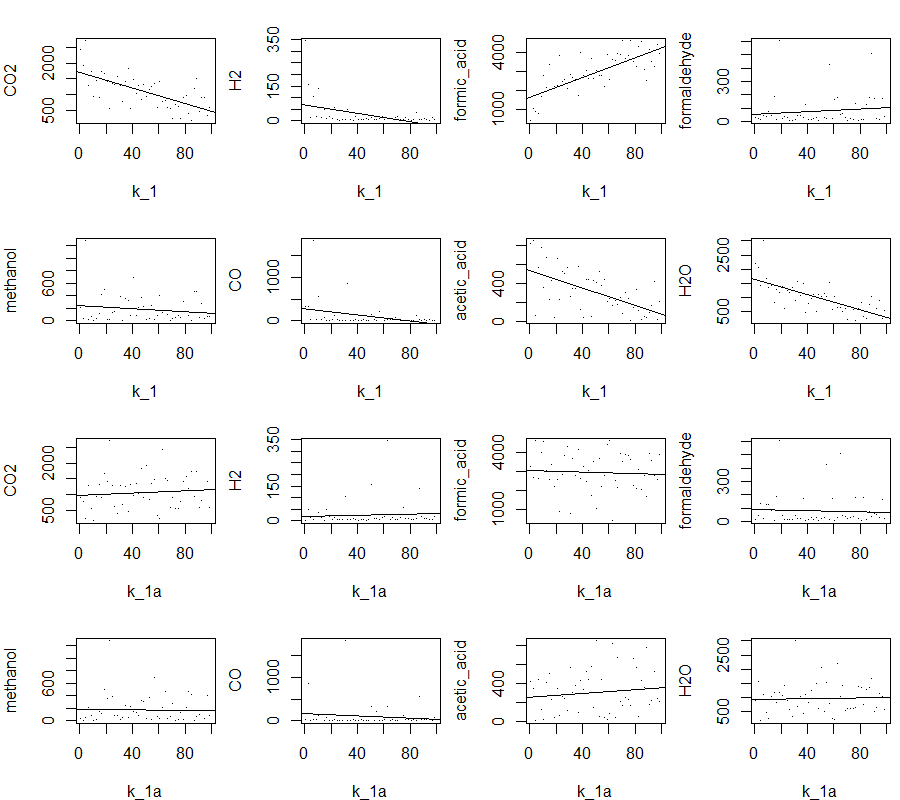 CO2 500 2000 0 40 80 k_1
H2 0 150 350 0 40 80 k_1
formic_acid 1000 4000 0 40 80 k_1
formaldehyde 0 300 0 40 80 k_1
methanol 0 600 0 40 80 k_1
CO 0 1000 0 40 80 k_1
acetic_acid 0 400 0 40 80 k_1
H2O 500 2500 0 40 80 k_1
CO2 500 2000 0 40 80 k_1a
H2 0 150 350 0 40 80 k_1a
formic_acid 1000 4000 0 40 80 k_1a
formaldehyde 0 300 0 40 80 k_1a
methanol 0 600 0 40 80 k_1a
CO 0 1000 0 40 80 k_1a
acetic_acid 0 400 0 40 80 k_1a
H2O 500 2500 0 40 80 k_1a